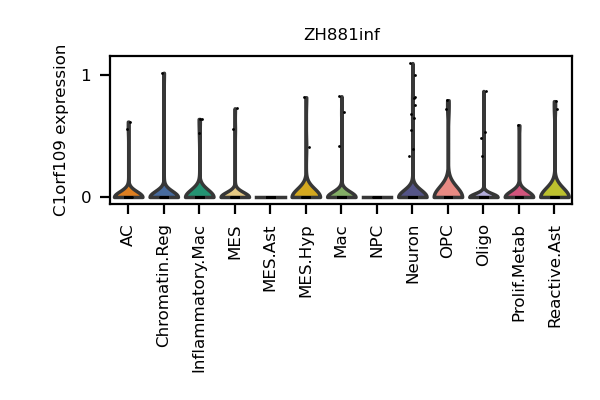 ZH881inf
C1orf109 expression
1
0
AC
Chromatin.Reg
Inflammatory.Mac
MES
MES.Ast
MES.Hyp
Mac
NPC
Neuron
OPC
Oligo
Prolif.Metab
Reactive.Ast